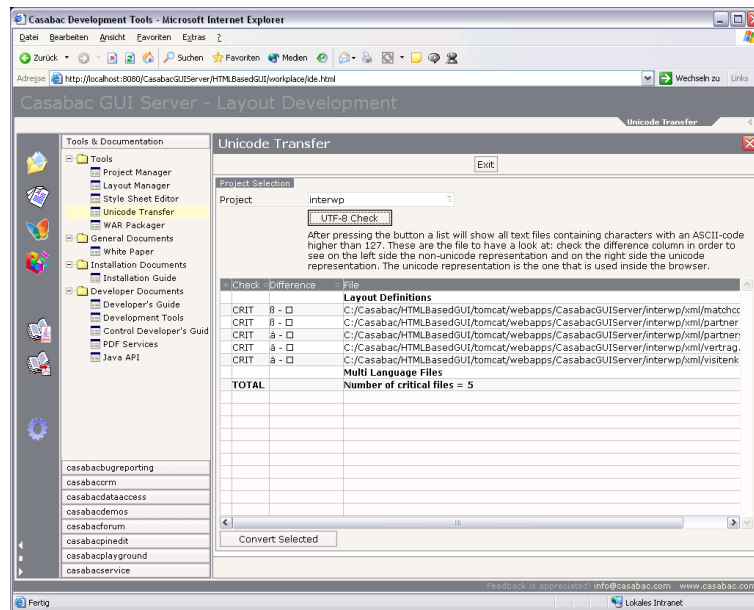 Casabac Development Tools - Microsoft Internet Explorer
Datei Bearbeiten Ansicht Favoriten Extras ?
Zurück Suchen Favoriten Medien
Adresse http://localhost:8080/CasabacGUIServer/HTMLBasedGUI/workplace/ide.html Wechseln zu Links
Casabac GUI Server - Layout Development
Unicode Transfer
Tools & Documentation
Tools
Project Manager
Layout Manager
Style Sheet Editor
Unicode Transfer
WAR Packager
General Documents
White Paper
Installation Documents
Installation Guide
Developer Documents
Developer's Guide
Development Tools
Control Developer's Guid
PDF Services
Java API
casabacbugreporting
casabaccrm
casabacdataaccess
casabacdemos
casabacforum
casabacpinedit
casabacplayground
casabacservice
Unicode Transfer
Exit
Project Selection
Project interwp
UTF-8 Check
After pressing the button a list will show all text files containing characters with an ASCII-code
higher than 127. These are the file to have a look at: check the difference column in order to
see on the left side the non-unicode representation and on the right side the unicode
representation. The unicode representation is the one that is used inside the browser.
Check Difference File
Layout Definitions
CRIT ß - □ C:/Casabac/HTMLBasedGUI/tomcat/webapps/CasabacGUIServer/interwp/xml/matchco
CRIT ß - □ C:/Casabac/HTMLBasedGUI/tomcat/webapps/CasabacGUIServer/interwp/xml/partner
CRIT ä - □ C:/Casabac/HTMLBasedGUI/tomcat/webapps/CasabacGUIServer/interwp/xml/partners
CRIT ä - □ C:/Casabac/HTMLBasedGUI/tomcat/webapps/CasabacGUIServer/interwp/xml/vertrag.
CRIT ä - □ C:/Casabac/HTMLBasedGUI/tomcat/webapps/CasabacGUIServer/interwp/xml/visitenk
Multi Language Files
TOTAL Number of critical files = 5
Convert Selected
Feedback is appreciated! info@casabac.com www.casabac.com
Fertig Lokales Intranet